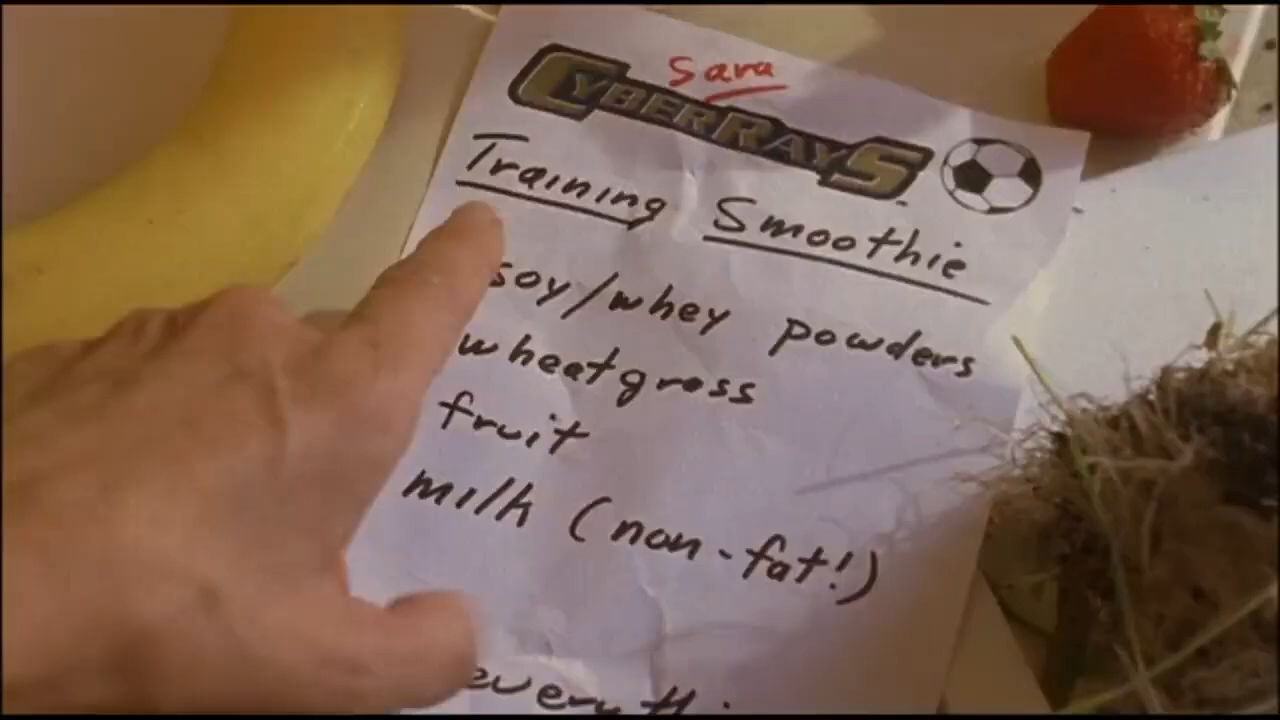 Sara
CYBERRAYS
Training Smoothie
soy/whey powders
wheatgrass
fruit
milk (non-fat!)